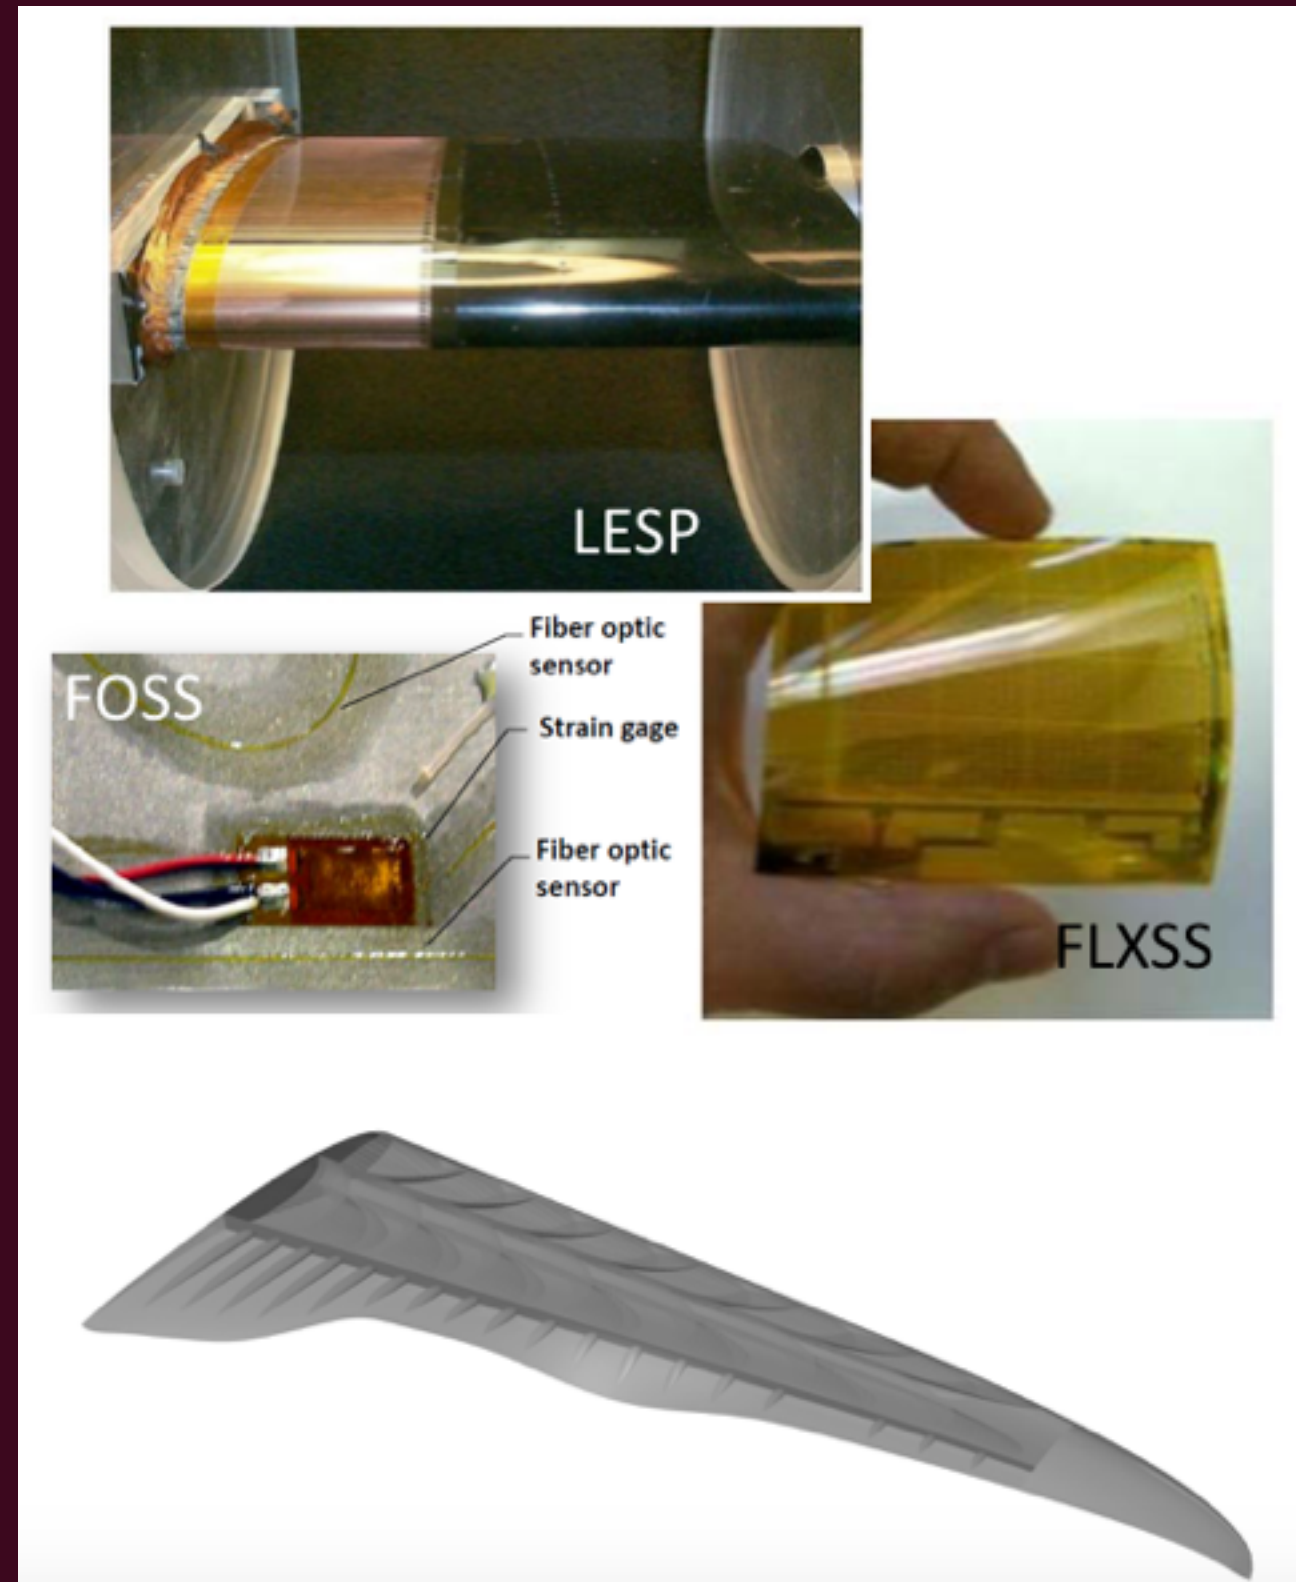 LESP
Fiber optic
sensor
FOSS
Strain gage
Fiber optic
sensor
FLXSS